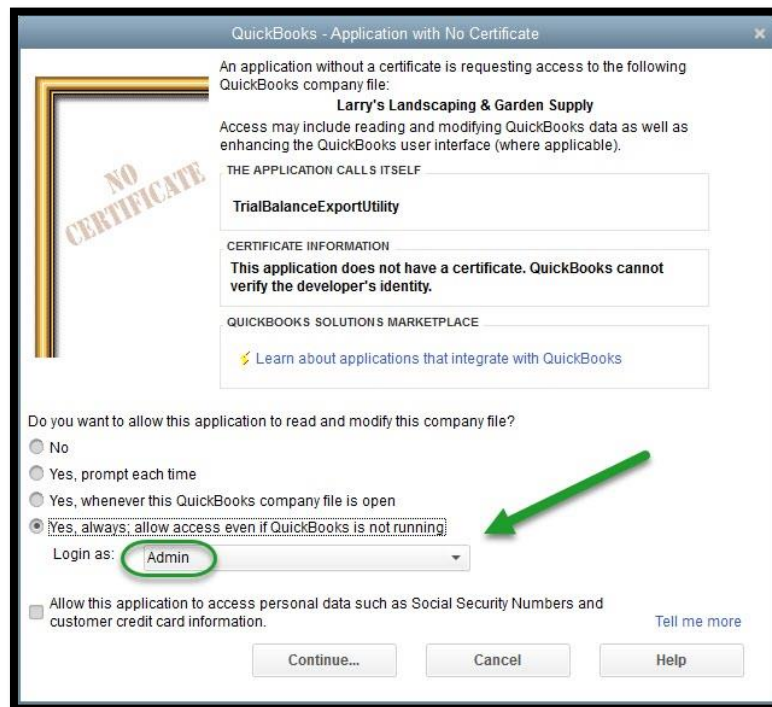 QuickBooks - Application with No Certificate
An application without a certificate is requesting access to the following
QuickBooks company file:
Larry's Landscaping & Garden Supply
Access may include reading and modifying QuickBooks data as well as
enhancing the QuickBooks user interface (where applicable).
NO
CERTIFICATE
THE APPLICATION CALLS ITSELF
TrialBalanceExportUtility
CERTIFICATE INFORMATION
This application does not have a certificate. QuickBooks cannot
verify the developer's identity.
QUICKBOOKS SOLUTIONS MARKETPLACE
Learn about applications that integrate with QuickBooks
Do you want to allow this application to read and modify this company file?
No
Yes, prompt each time
Yes, whenever this QuickBooks company file is open
Yes, always; allow access even if QuickBooks is not running
Login as: Admin
Allow this application to access personal data such as Social Security Numbers and
customer credit card information.
Tell me more
Continue... Cancel Help